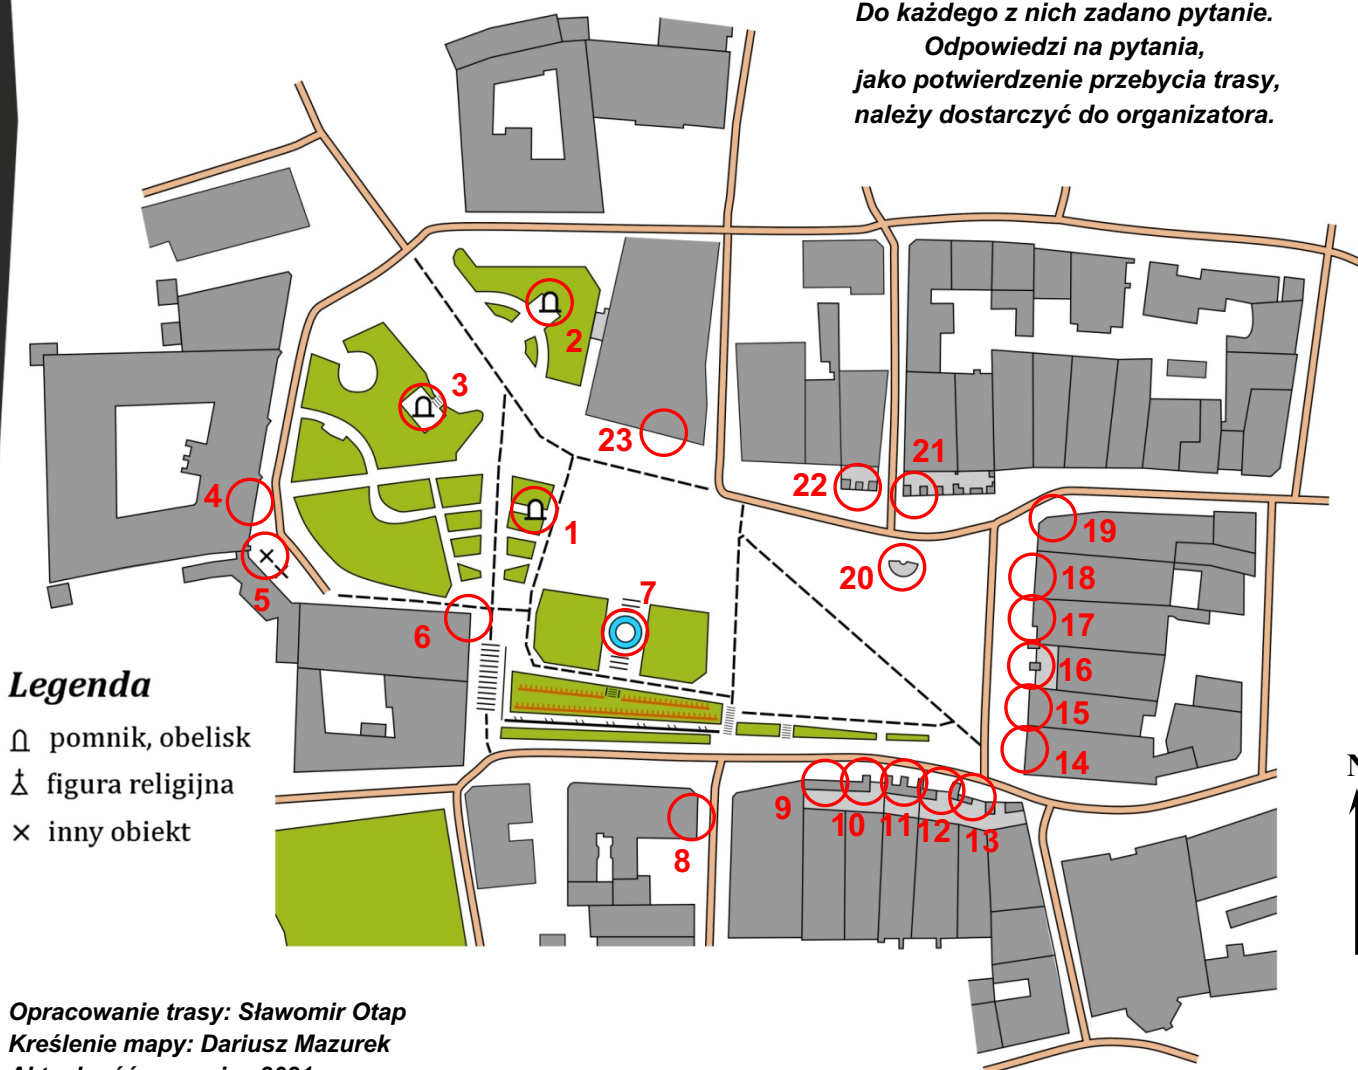 Do każdego z nich zadano pytanie.
Odpowiedzi na pytania,
jako potwierdzenie przebycia trasy,
należy dostarczyć do organizatora.
2
3
23
21
22
4
1
19
20
18
5
7
17
6
16
Legenda
pomnik, obelisk
figura religijna
inny obiekt
15
14
N
9
10
11
12
13
8
Opracowanie trasy: Sławomir Otap
Kreślenie mapy: Dariusz Mazurek